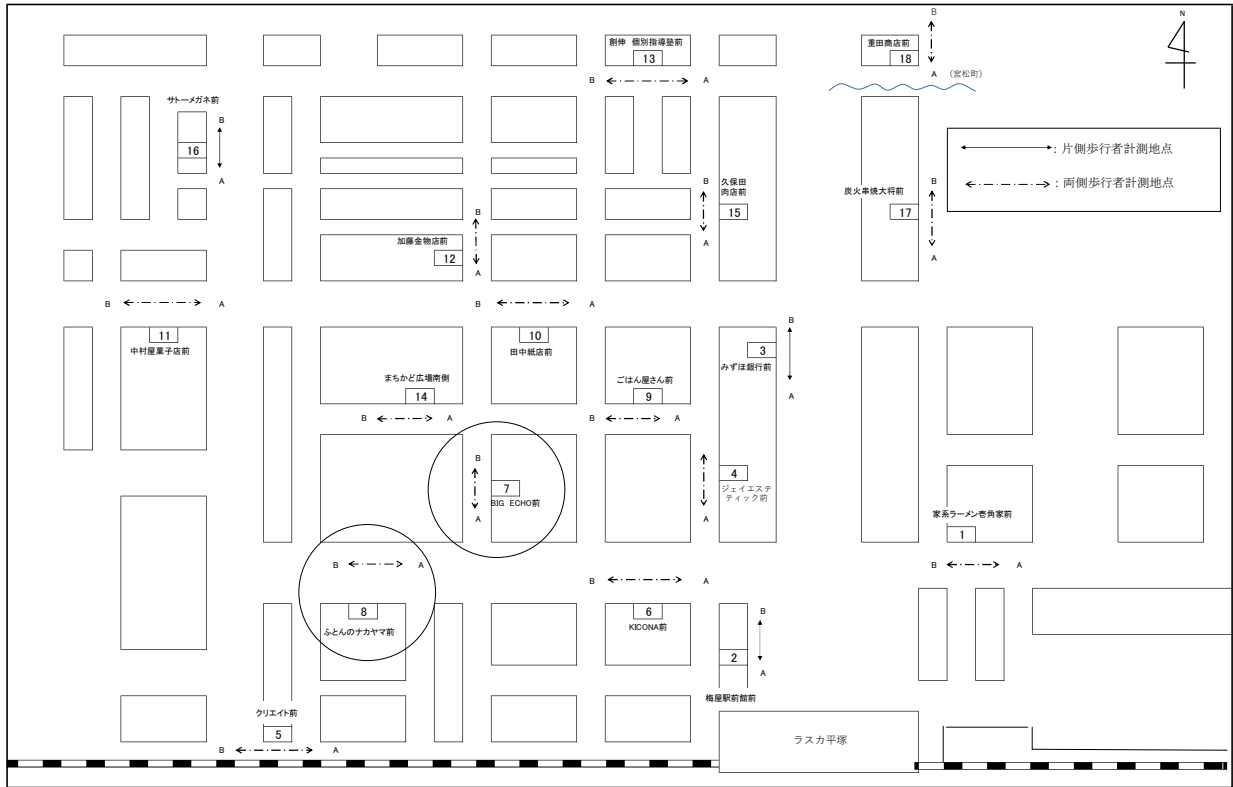 B
創伸 個別指導塾前
13
B
A
重田商店前
18
A
(宮松町)
N
サトーメガネ前
B
16
A
片側歩行者計測地点
: 両側歩行者計測地点
B
久保田
肉店前
15
A
炭火串焼大将前
B
17
A
加藤金物店前
B
12
A
B
A
11
中村屋菓子店前
B
A
10
田中紙店前
B
3
みずほ銀行前
A
まちかど広場南側
14
B
A
ごはん屋さん前
9
B
A
B
7
BIG ECHO前
A
4
ジェイエステ
ティック前
家系ラーメン壱角家前
1
B
A
B
A
8
ふとんのナカヤマ前
B
A
6
KICONA前
B
2
A
梅屋駅前館前
クリエイト前
5
B
A
ラスカ平塚